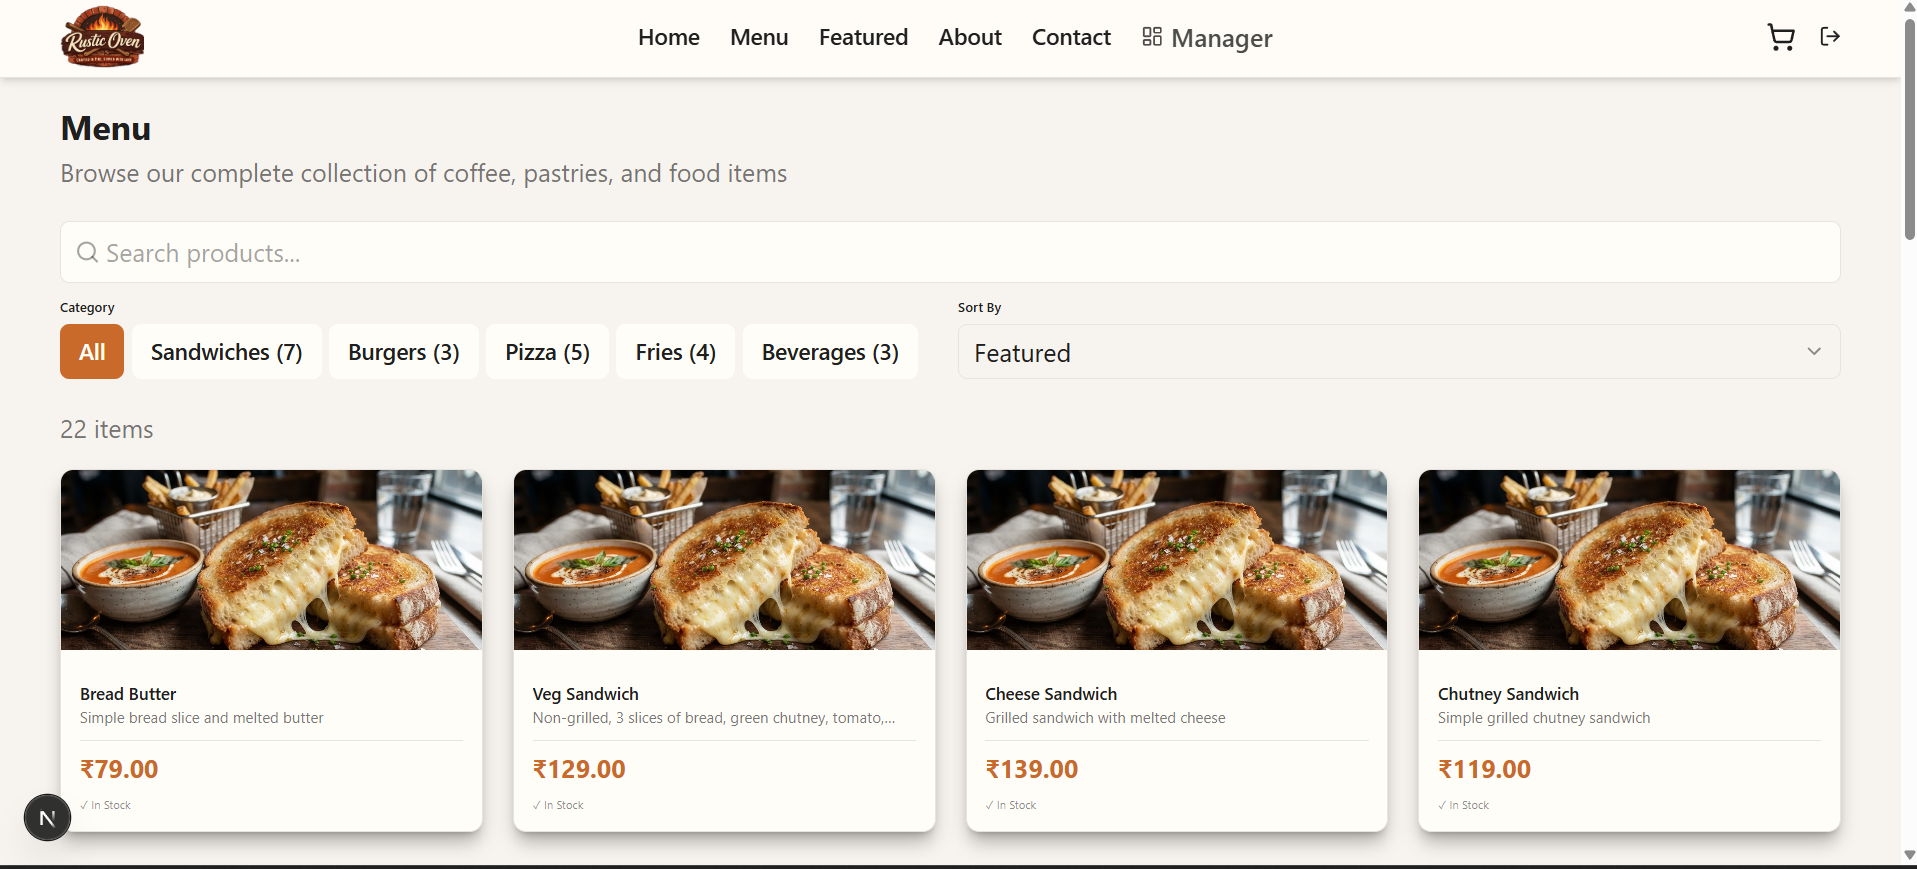 Rustic Oven
Home Menu Featured About Contact Manager
Menu
Browse our complete collection of coffee, pastries, and food items
Search products...
Category
Sort By
All Sandwiches (7) Burgers (3) Pizza (5) Fries (4) Beverages (3)
Featured
22 items
Bread Butter
Simple bread slice and melted butter
₹79.00
✓ In Stock
Veg Sandwich
Non-grilled, 3 slices of bread, green chutney, tomato,...
₹129.00
✓ In Stock
Cheese Sandwich
Grilled sandwich with melted cheese
₹139.00
✓ In Stock
Chutney Sandwich
Simple grilled chutney sandwich
₹119.00
✓ In Stock
N